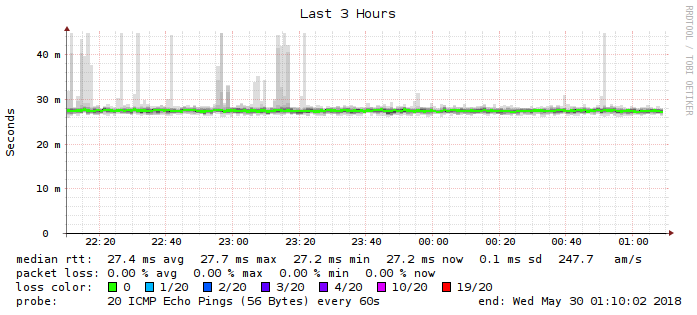 Last 3 Hours
RRDTOOL / TOBI OETIKER
Seconds
40 m
30 m
20 m
10 m
0
22:20 22:40 23:00 23:20 23:40 00:00 00:20 00:40 01:00
median rtt: 27.4 ms avg 27.7 ms max 27.2 ms min 27.2 ms now 0.1 ms sd 247.7 am/s
packet loss: 0.00 % avg 0.00 % max 0.00 % min 0.00 % now
loss color: 0 1/20 2/20 3/20 4/20 10/20 19/20
probe: 20 ICMP Echo Pings (56 Bytes) every 60s end: Wed May 30 01:10:02 2018